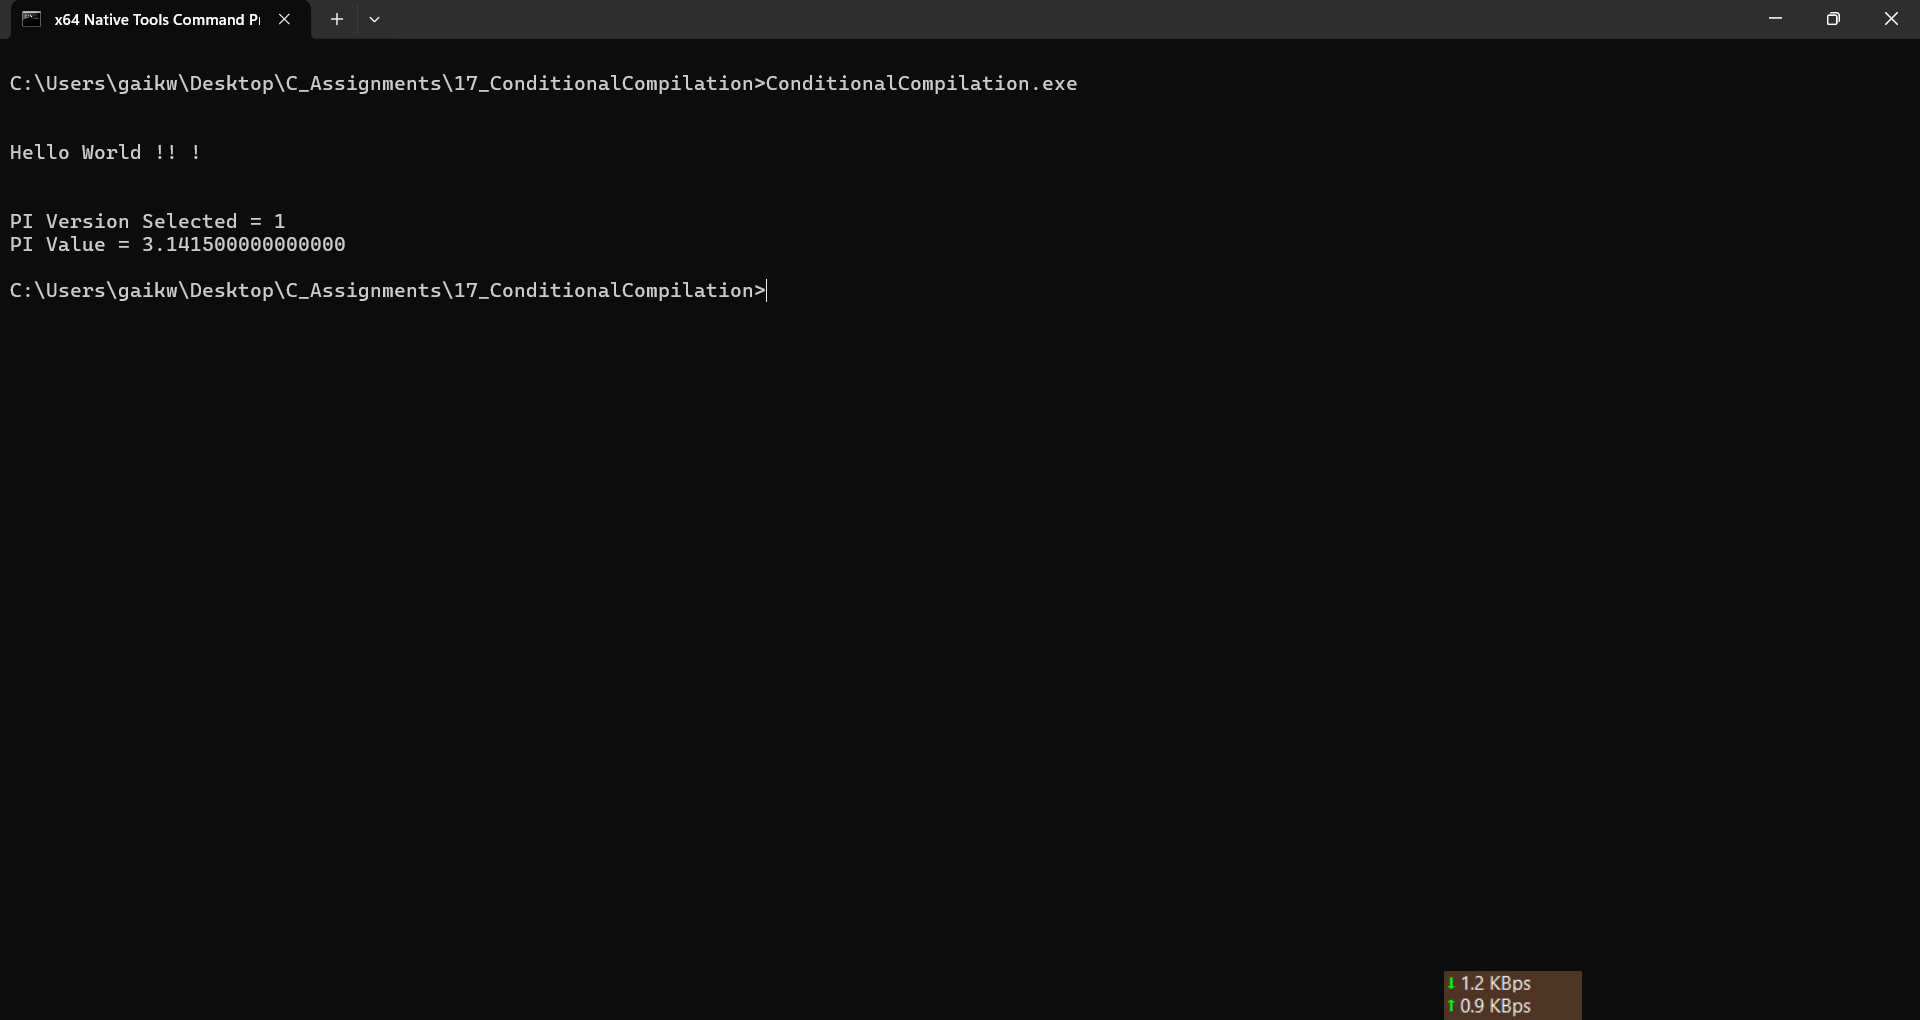 x64 Native Tools Command P
C:\Users\gaikw\Desktop\C_Assignments\17_ConditionalCompilation>ConditionalCompilation.exe
Hello World !! !
PI Version Selected = 1
PI Value = 3.141500000000000
C:\Users\gaikw\Desktop\C_Assignments\17_ConditionalCompilation>
↓ 1.2 KBps
↑ 0.9 KBps